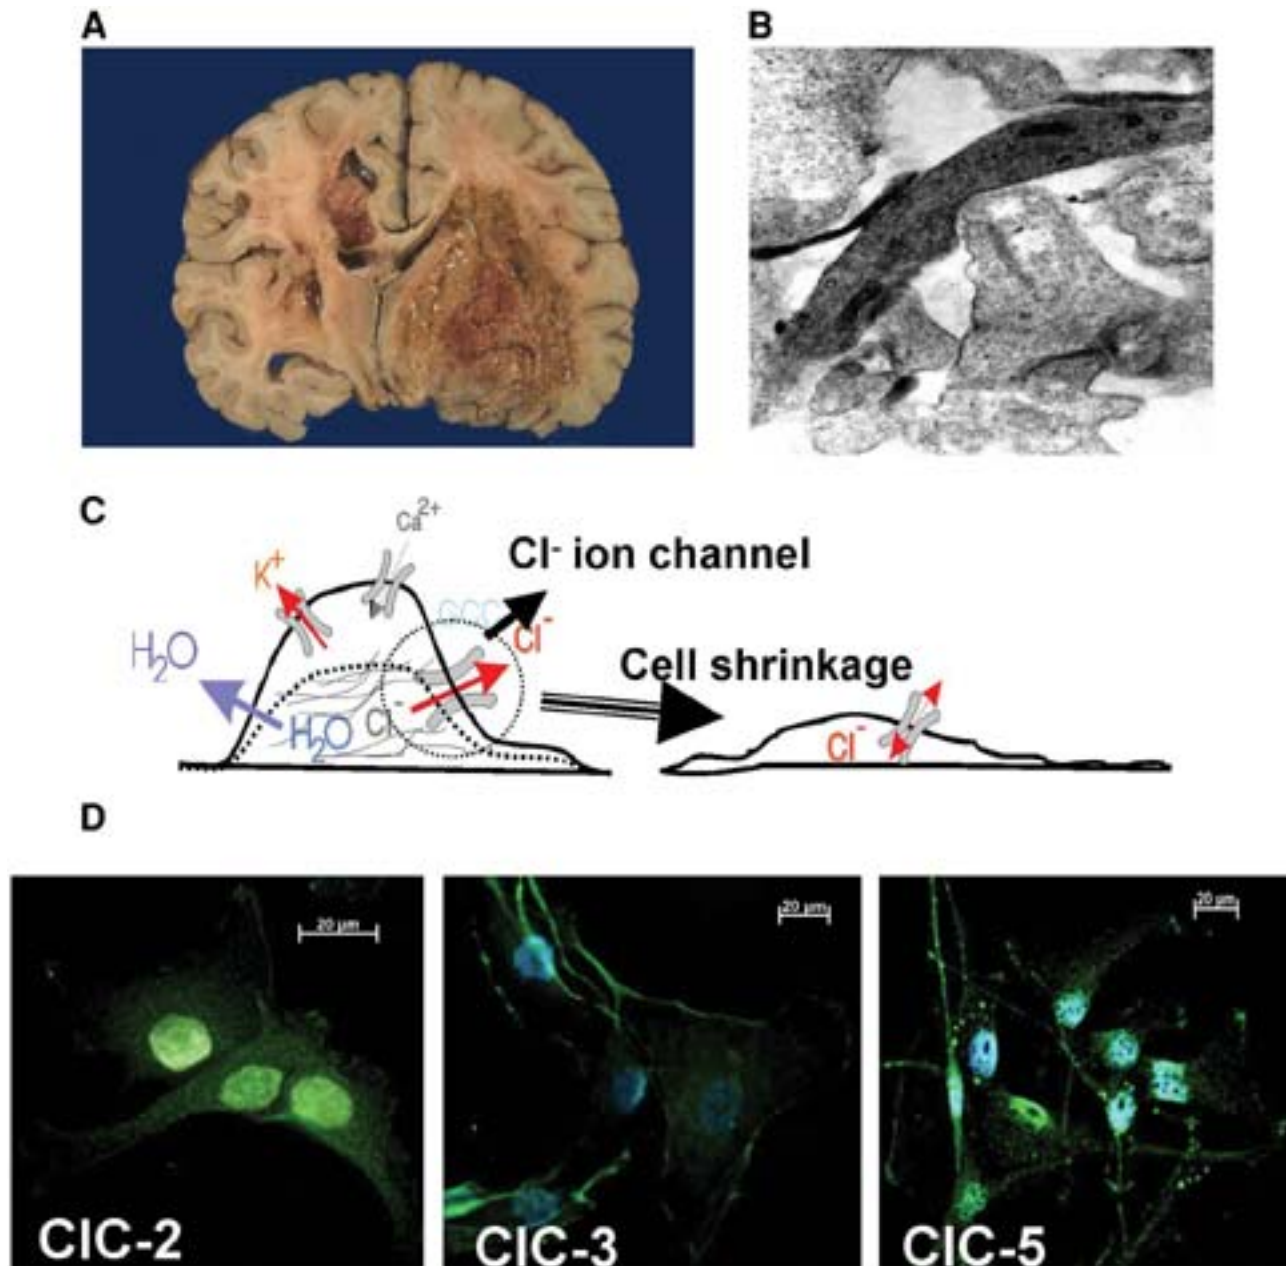 A
B
C
Ca2+
Cl- ion channel
K+
GCC
Cl-
H2O
Cell shrinkage
H2O
Cl-
Cl-
D
20 µm
20 µm
20 µm
ClC-2
ClC-3
ClC-5